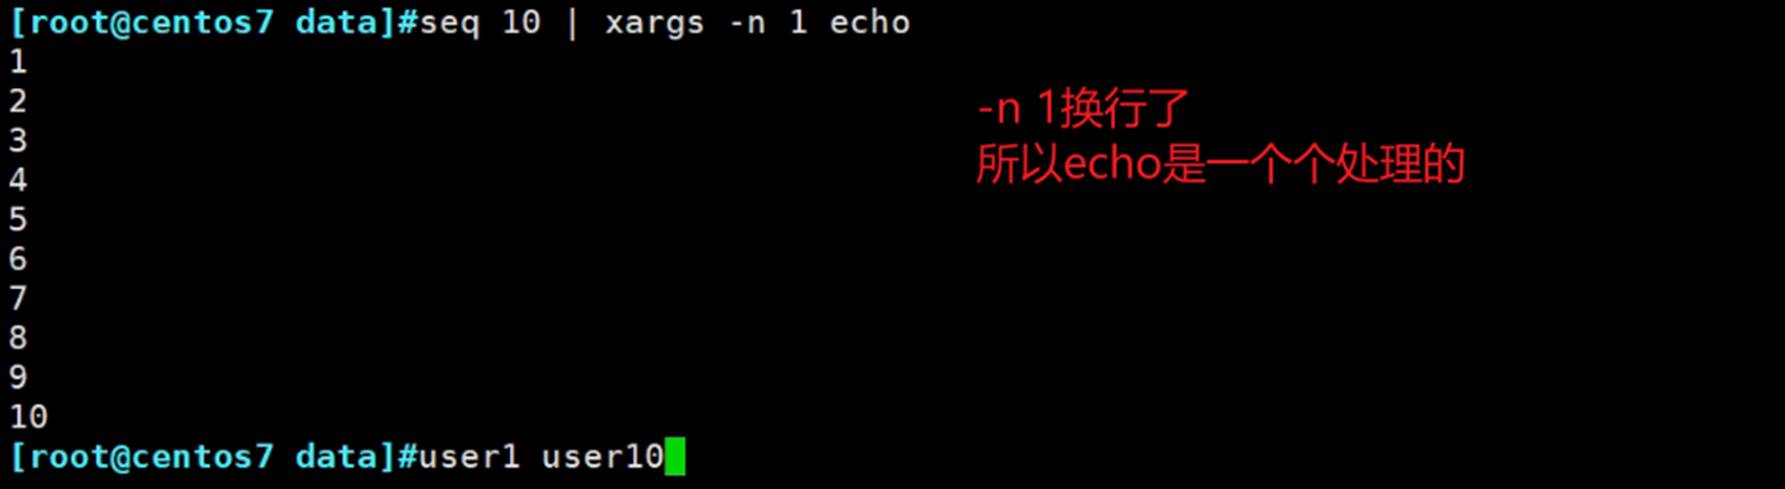 [root@centos7 data]#seq 10 | xargs -n 1 echo
1
2
-n 1换行了
3
所以echo是一个个处理的
4
5
6
7
8
9
10
[root@centos7 data]#user1 user10